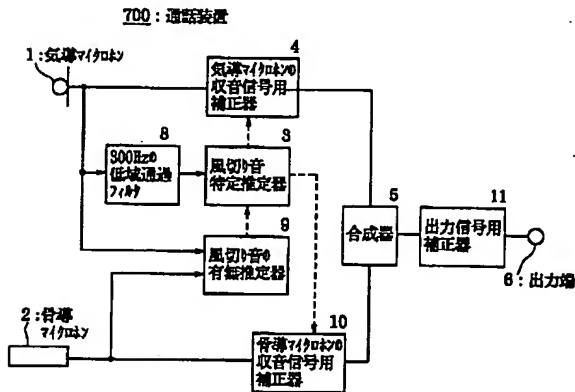 700：通話装置
1：気導マイクロホン
4
気導マイクロホンの
収音信号用
補正器
8
300Hzの
低域通過
フィルタ
3
風切り音
特定推定器
9
風切り音の
有無推定器
5
合成器
11
出力信号用
補正器
6：出力端
2：骨導
マイクロホン
10
骨導マイクロホンの
収音信号用
補正器